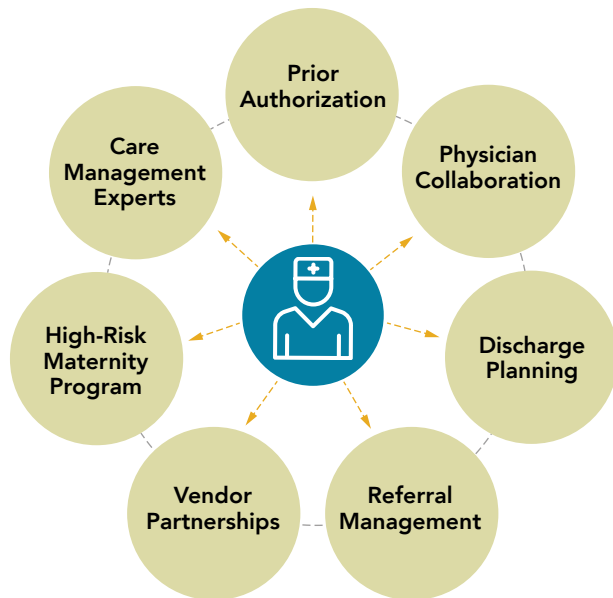 Prior
Authorization
Physician
Collaboration
Discharge
Planning
Referral
Management
Vendor
Partnerships
High-Risk
Maternity
Program
Care
Management
Experts